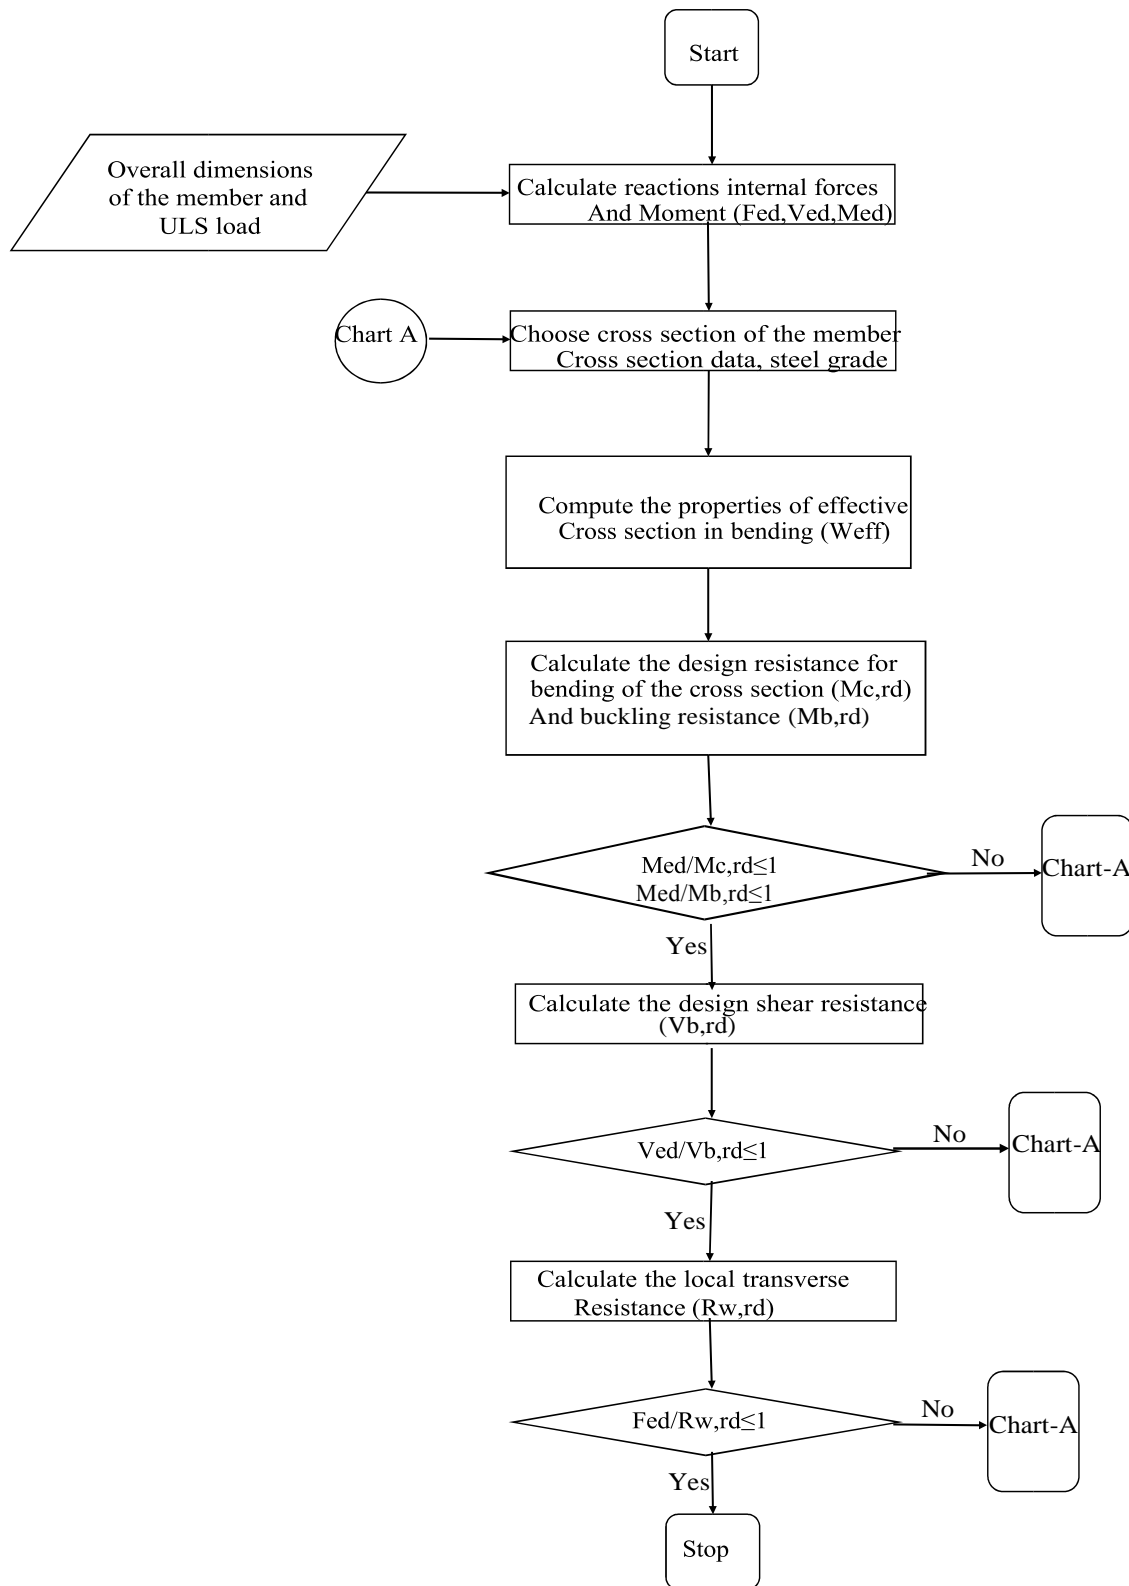 Start
Overall dimensions
of the member and
ULS load
Calculate reactions internal forces
And Moment (Fed,Ved,Med)
Chart A
Choose cross section of the member
Cross section data, steel grade
Compute the properties of effective
Cross section in bending (Weff)
Calculate the design resistance for
bending of the cross section (Mc,rd)
And buckling resistance (Mb,rd)
Med/Mc,rd≤1
Med/Mb,rd≤1
No
Chart-A
Yes
Calculate the design shear resistance
(Vb,rd)
Ved/Vb,rd≤1
No
Chart-A
Yes
Calculate the local transverse
Resistance (Rw,rd)
Fed/Rw,rd≤1
No
Chart-A
Yes
Stop